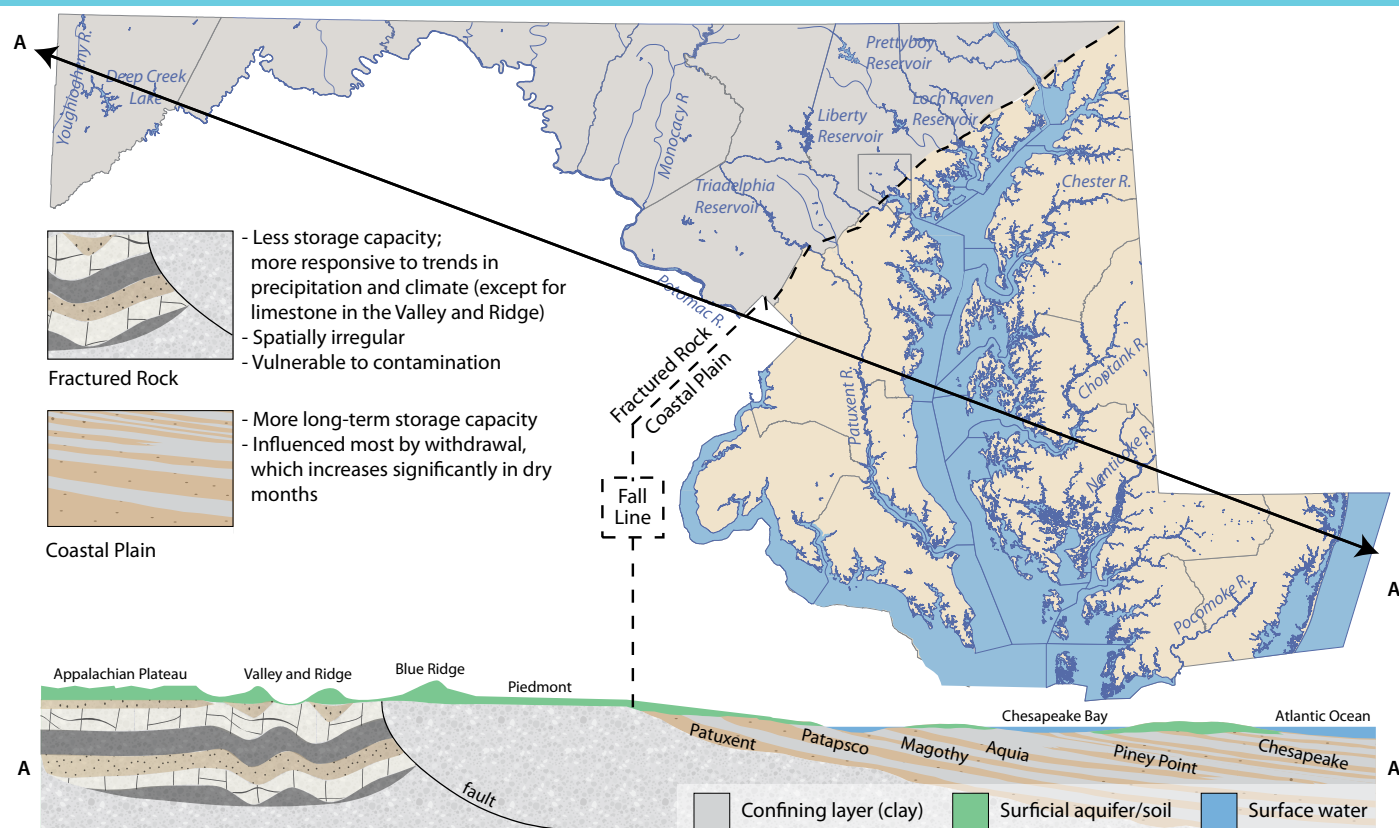 A
Youghiogheny R.
Deep Creek
Lake
Monocacy R
Prettyboy
Reservoir
Liberty
Reservoir
Loch Raven
Reservoir
Triadelphia
Reservoir
Chester R.
Potomac R.
Patuxent R.
Choptank R.
Nanticoke R.
Pocomoke R.
A
- Less storage capacity;
more responsive to trends in
precipitation and climate (except for
limestone in the Valley and Ridge)
- Spatially irregular
- Vulnerable to contamination
Fractured Rock
- More long-term storage capacity
- Influenced most by withdrawal,
which increases significantly in dry
months
Coastal Plain
Fractured Rock
Coastal Plain
Fall
Line
Appalachian Plateau
Valley and Ridge
Blue Ridge
Piedmont
Chesapeake Bay
Atlantic Ocean
A
Patuxent
Patapsco
Magothy
Aquia
Piney Point
Chesapeake
A
fault
Confining layer (clay)
Surficial aquifer/soil
Surface water